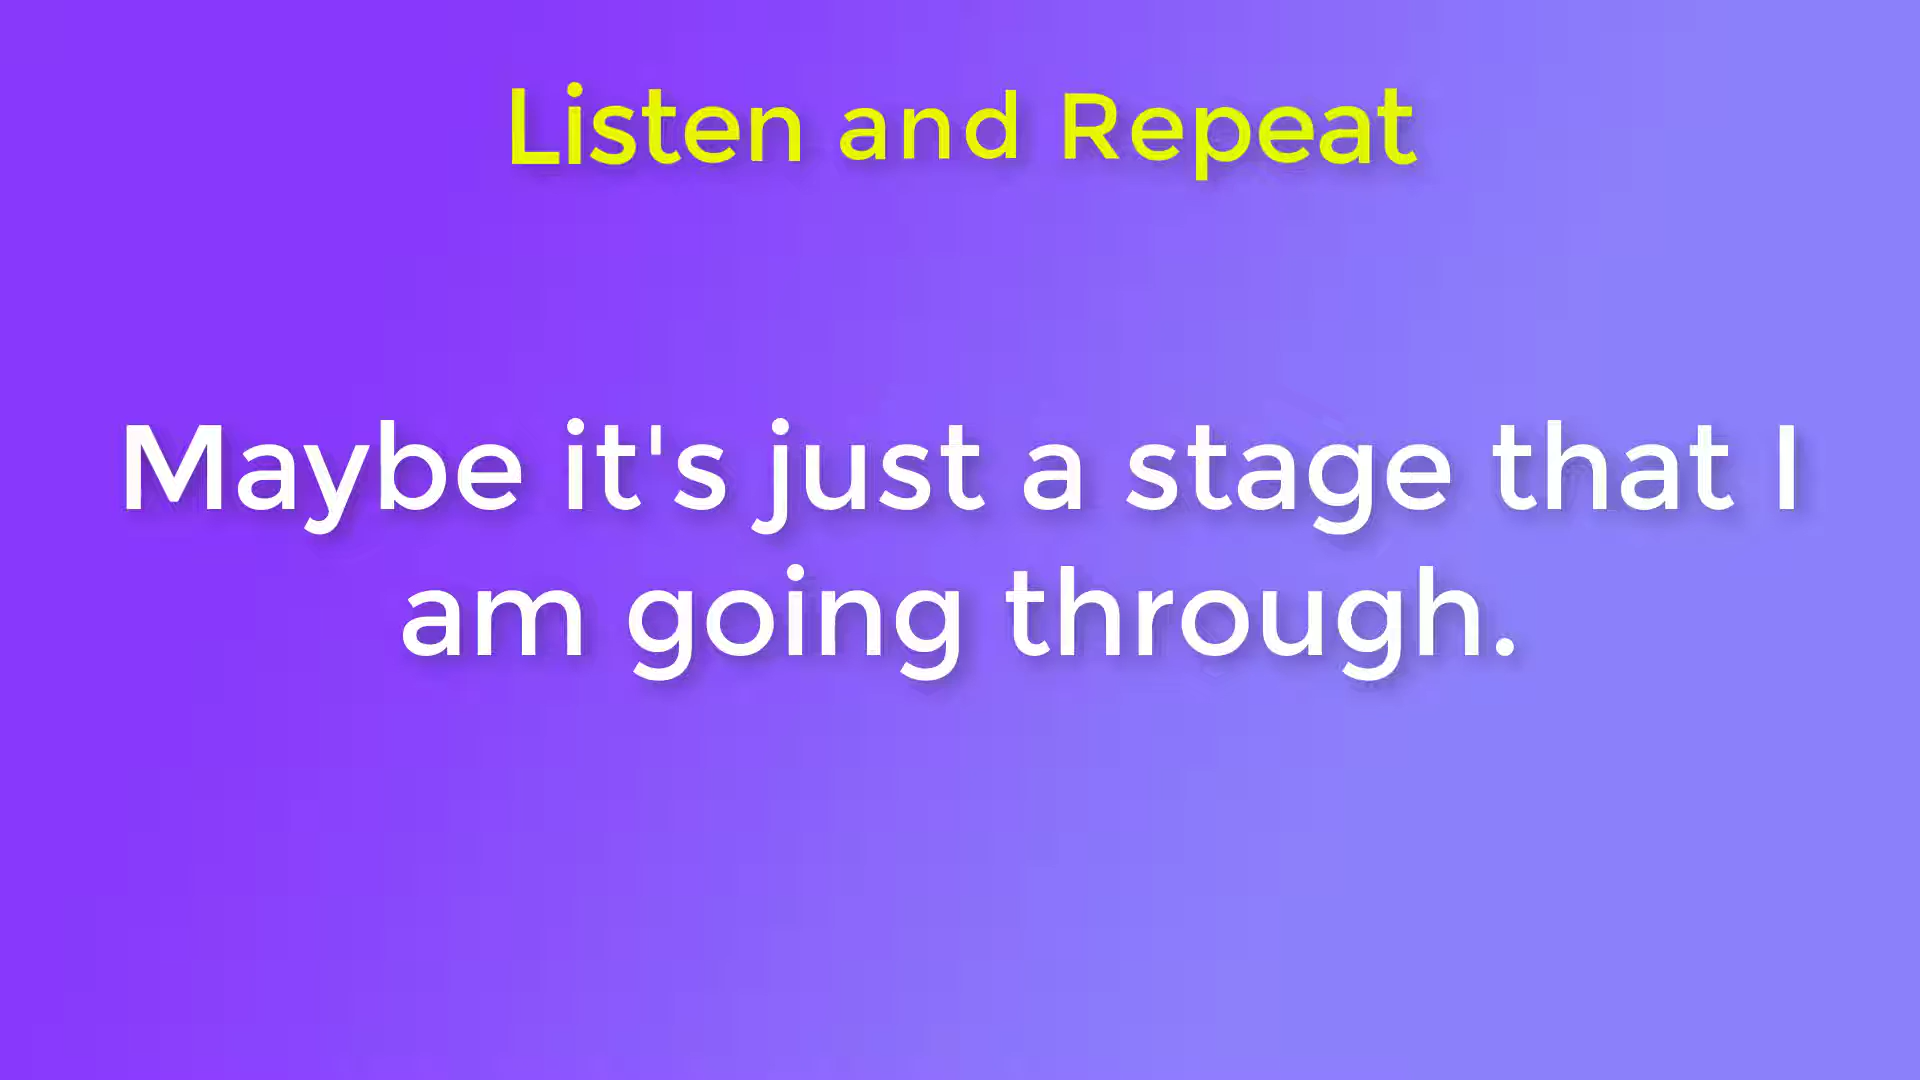 Listen and Repeat
Maybe it's just a stage that I
am going through.